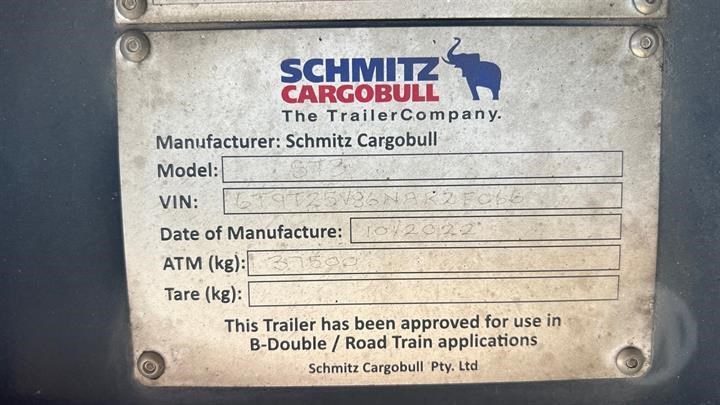 SCHMITZ
CARGOBULL
The TrailerCompany.
Manufacturer: Schmitz Cargobull
Model: ST3
VIN:
Date of Manufacture: 10/2022
ATM (kg): 37500
Tare (kg):
This Trailer has been approved for use in
B-Double / Road Train applications
Schmitz Cargobull Pty. Ltd